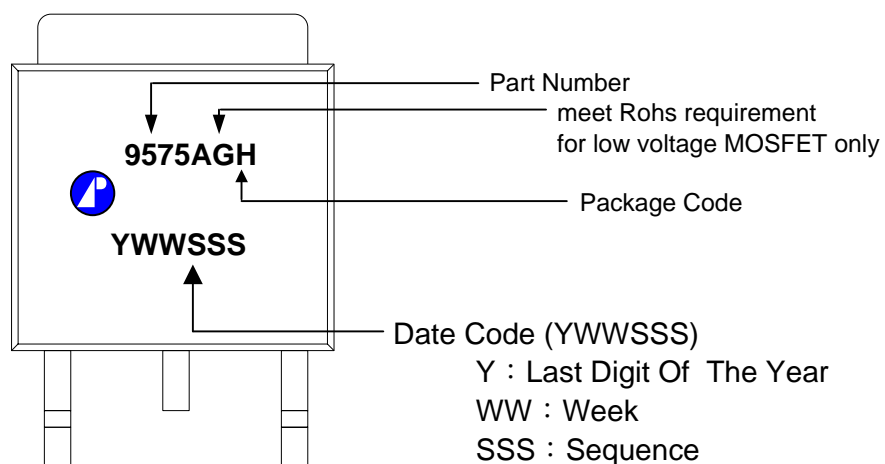 Part Number
meet Rohs requirement
for low voltage MOSFET only
9575AGH
Package Code
YWWSSS
Date Code (YWWSSS)
Y：Last Digit Of The Year
WW：Week
SSS：Sequence